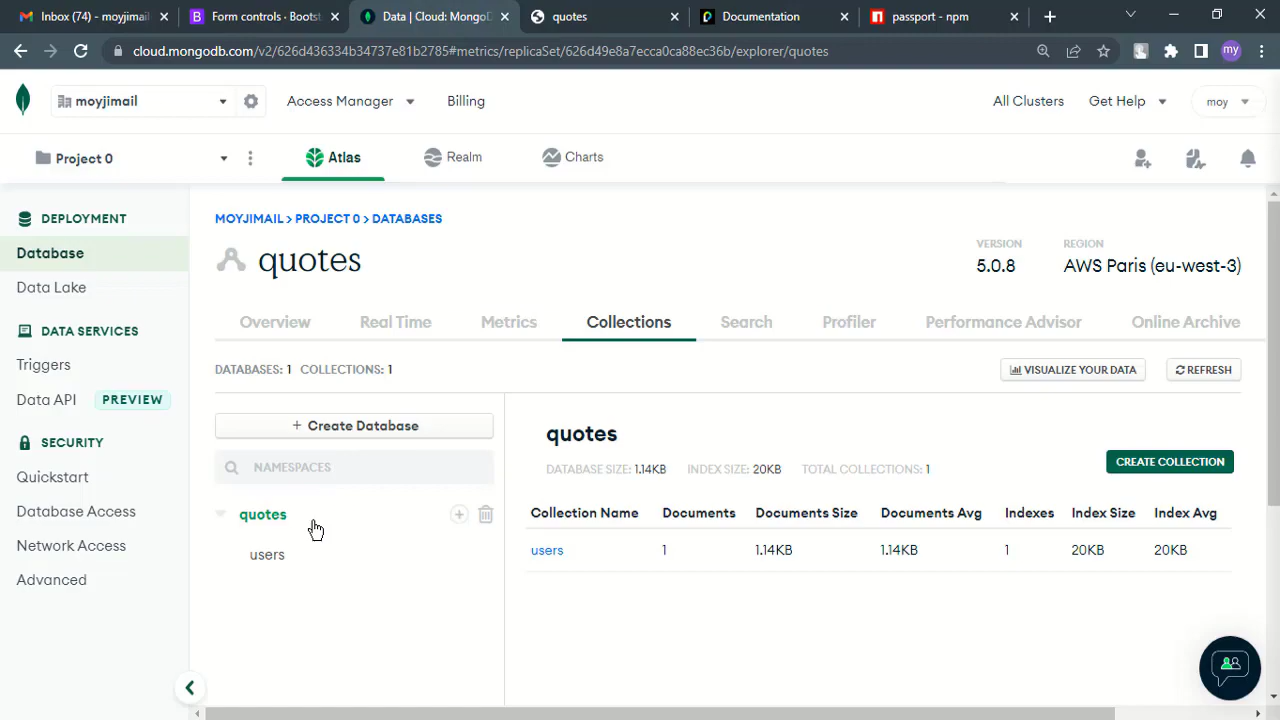 Inbox (74) - moyjimail
Form controls · Bootst
Data | Cloud: MongoD
quotes
Documentation
passport - npm
cloud.mongodb.com/v2/626d436334b34737e81b2785#metrics/replicaSet/626d49e8a7ecca0ca88ec36b/explorer/quotes
my
moyjimail
Access Manager
Billing
All Clusters
Get Help
moy
Project 0
Atlas
Realm
Charts
DEPLOYMENT
Database
Data Lake
DATA SERVICES
Triggers
Data API PREVIEW
SECURITY
Quickstart
Database Access
Network Access
Advanced
MOYJIMAIL > PROJECT 0 > DATABASES
quotes
VERSION
5.0.8
REGION
AWS Paris (eu-west-3)
Overview Real Time Metrics Collections Search Profiler Performance Advisor Online Archive
DATABASES: 1 COLLECTIONS: 1
VISUALIZE YOUR DATA
REFRESH
+ Create Database
NAMESPACES
quotes
users
quotes
DATABASE SIZE: 1.14KB INDEX SIZE: 20KB TOTAL COLLECTIONS: 1
CREATE COLLECTION
Collection Name Documents Documents Size Documents Avg Indexes Index Size Index Avg
users 1 1.14KB 1.14KB 1 20KB 20KB